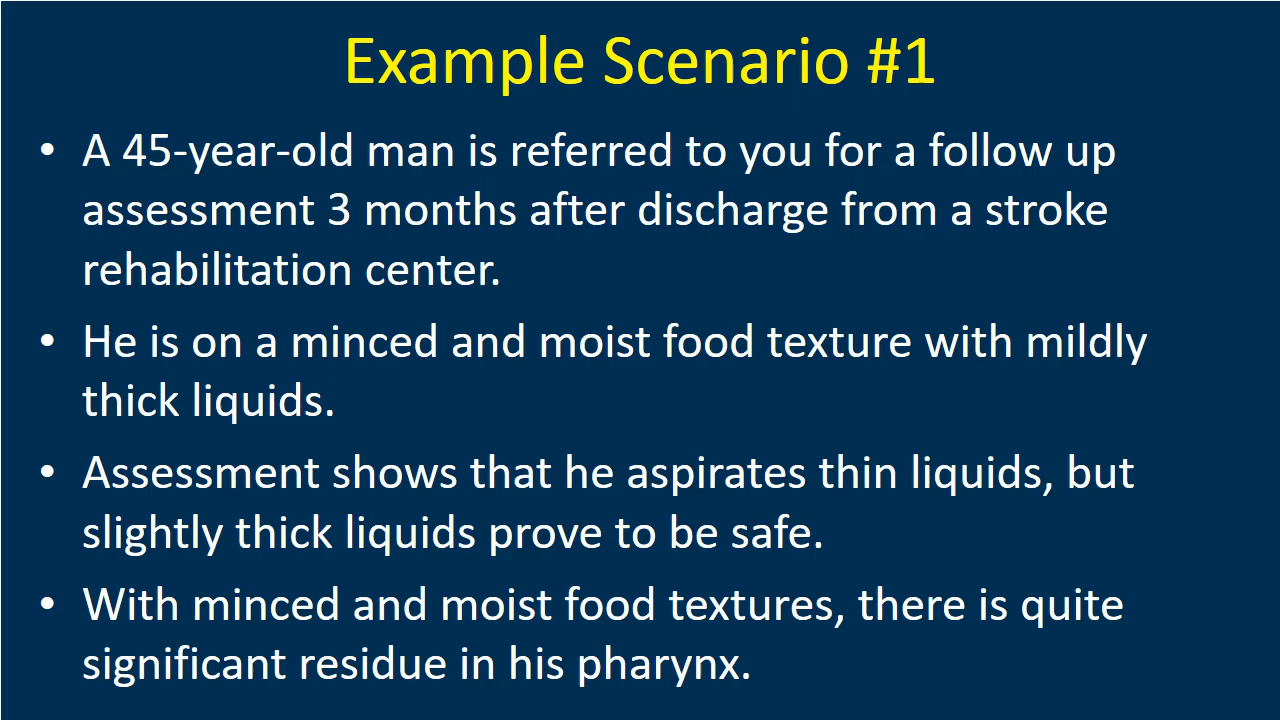 Example Scenario #1
• A 45-year-old man is referred to you for a follow up
assessment 3 months after discharge from a stroke
rehabilitation center.
• He is on a minced and moist food texture with mildly
thick liquids.
• Assessment shows that he aspirates thin liquids, but
slightly thick liquids prove to be safe.
• With minced and moist food textures, there is quite
significant residue in his pharynx.